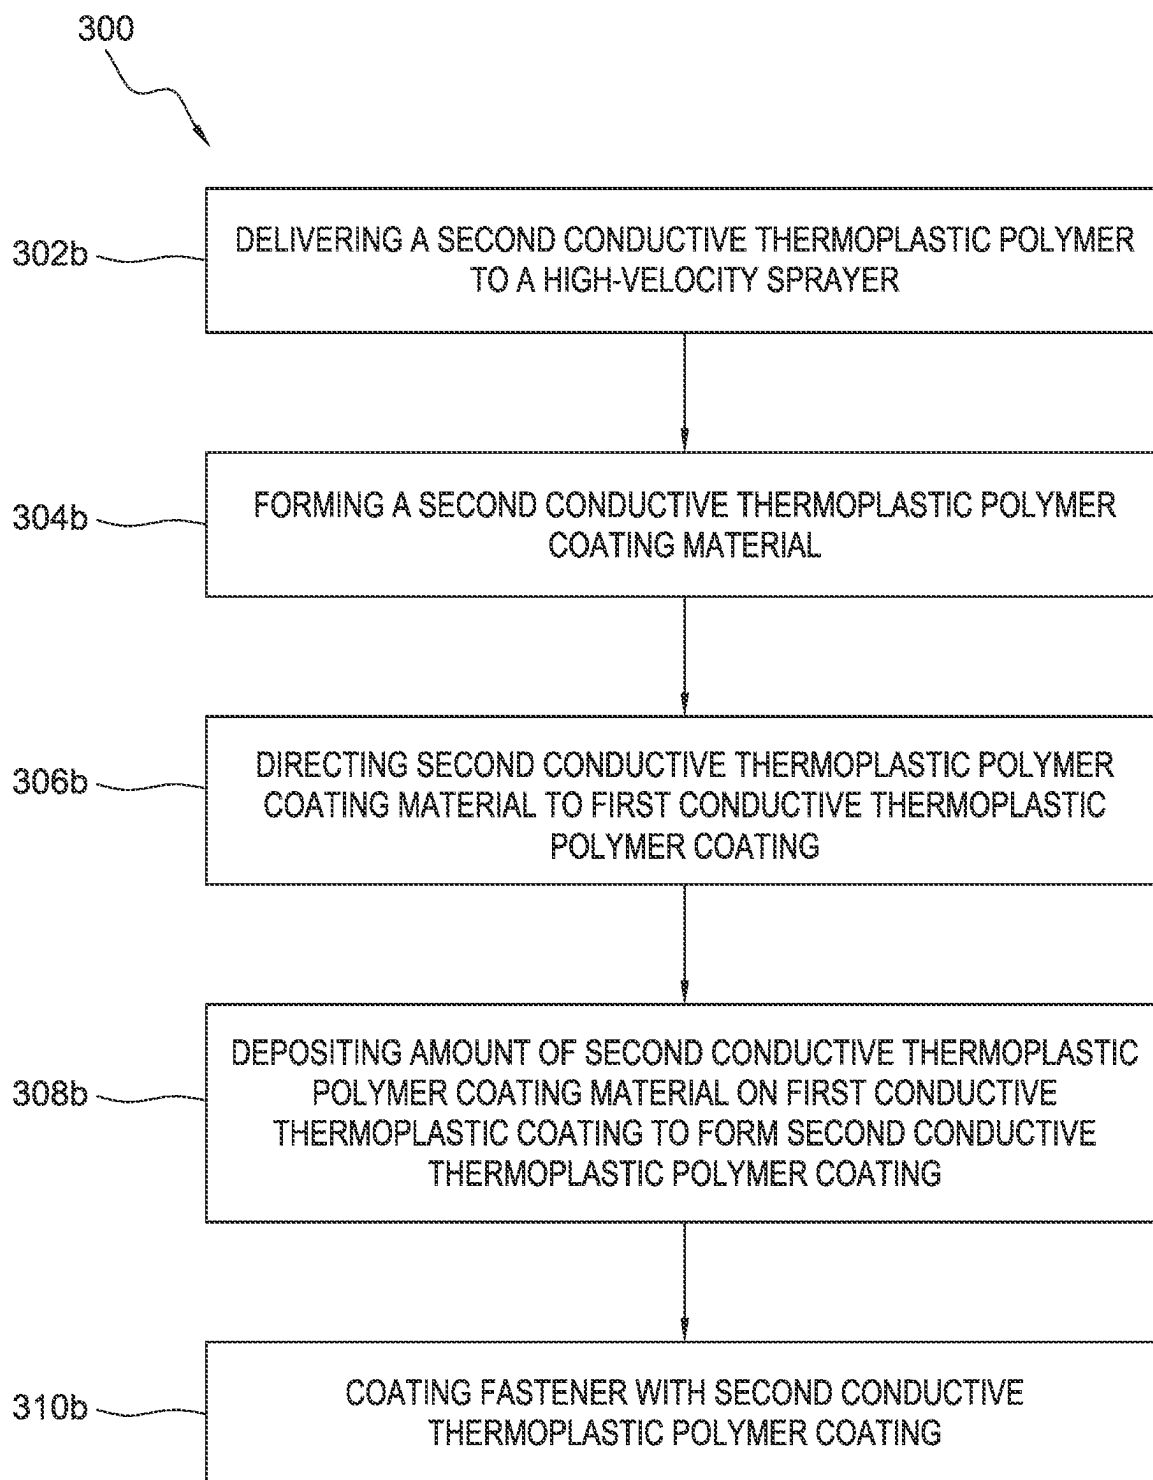 300
302b
DELIVERING A SECOND CONDUCTIVE THERMOPLASTIC POLYMER
TO A HIGH-VELOCITY SPRAYER
304b
FORMING A SECOND CONDUCTIVE THERMOPLASTIC POLYMER
COATING MATERIAL
306b
DIRECTING SECOND CONDUCTIVE THERMOPLASTIC POLYMER
COATING MATERIAL TO FIRST CONDUCTIVE THERMOPLASTIC
POLYMER COATING
308b
DEPOSITING AMOUNT OF SECOND CONDUCTIVE THERMOPLASTIC
POLYMER COATING MATERIAL ON FIRST CONDUCTIVE
THERMOPLASTIC COATING TO FORM SECOND CONDUCTIVE
THERMOPLASTIC POLYMER COATING
310b
COATING FASTENER WITH SECOND CONDUCTIVE
THERMOPLASTIC POLYMER COATING